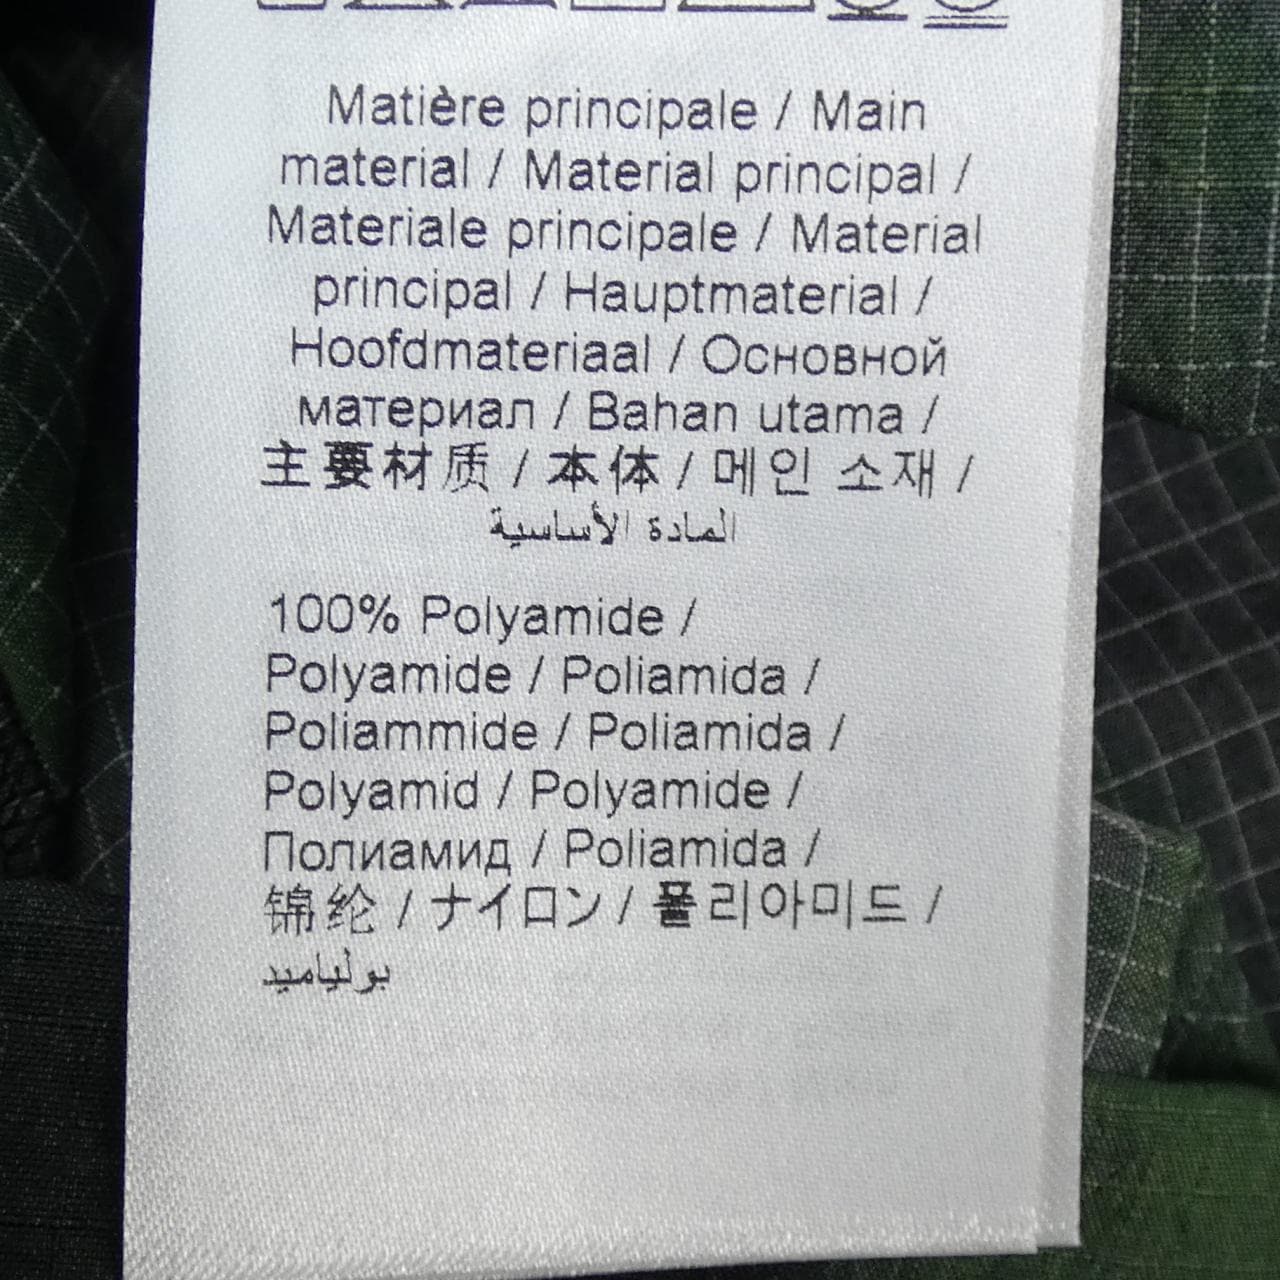 Matière principale / Main
material / Material principal /
Materiale principale / Material
principal / Hauptmaterial /
Hoofdmateriaal / Основной
материал / Bahan utama /
主要材质 / 本体 / 메인 소재 /
المادة الأساسية
100% Polyamide /
Polyamide / Poliamida /
Poliammide / Poliamida /
Polyamid / Polyamide /
Полиамид / Poliamida /
锦纶 / ナイロン / 폴리아미드 /
بولياميد